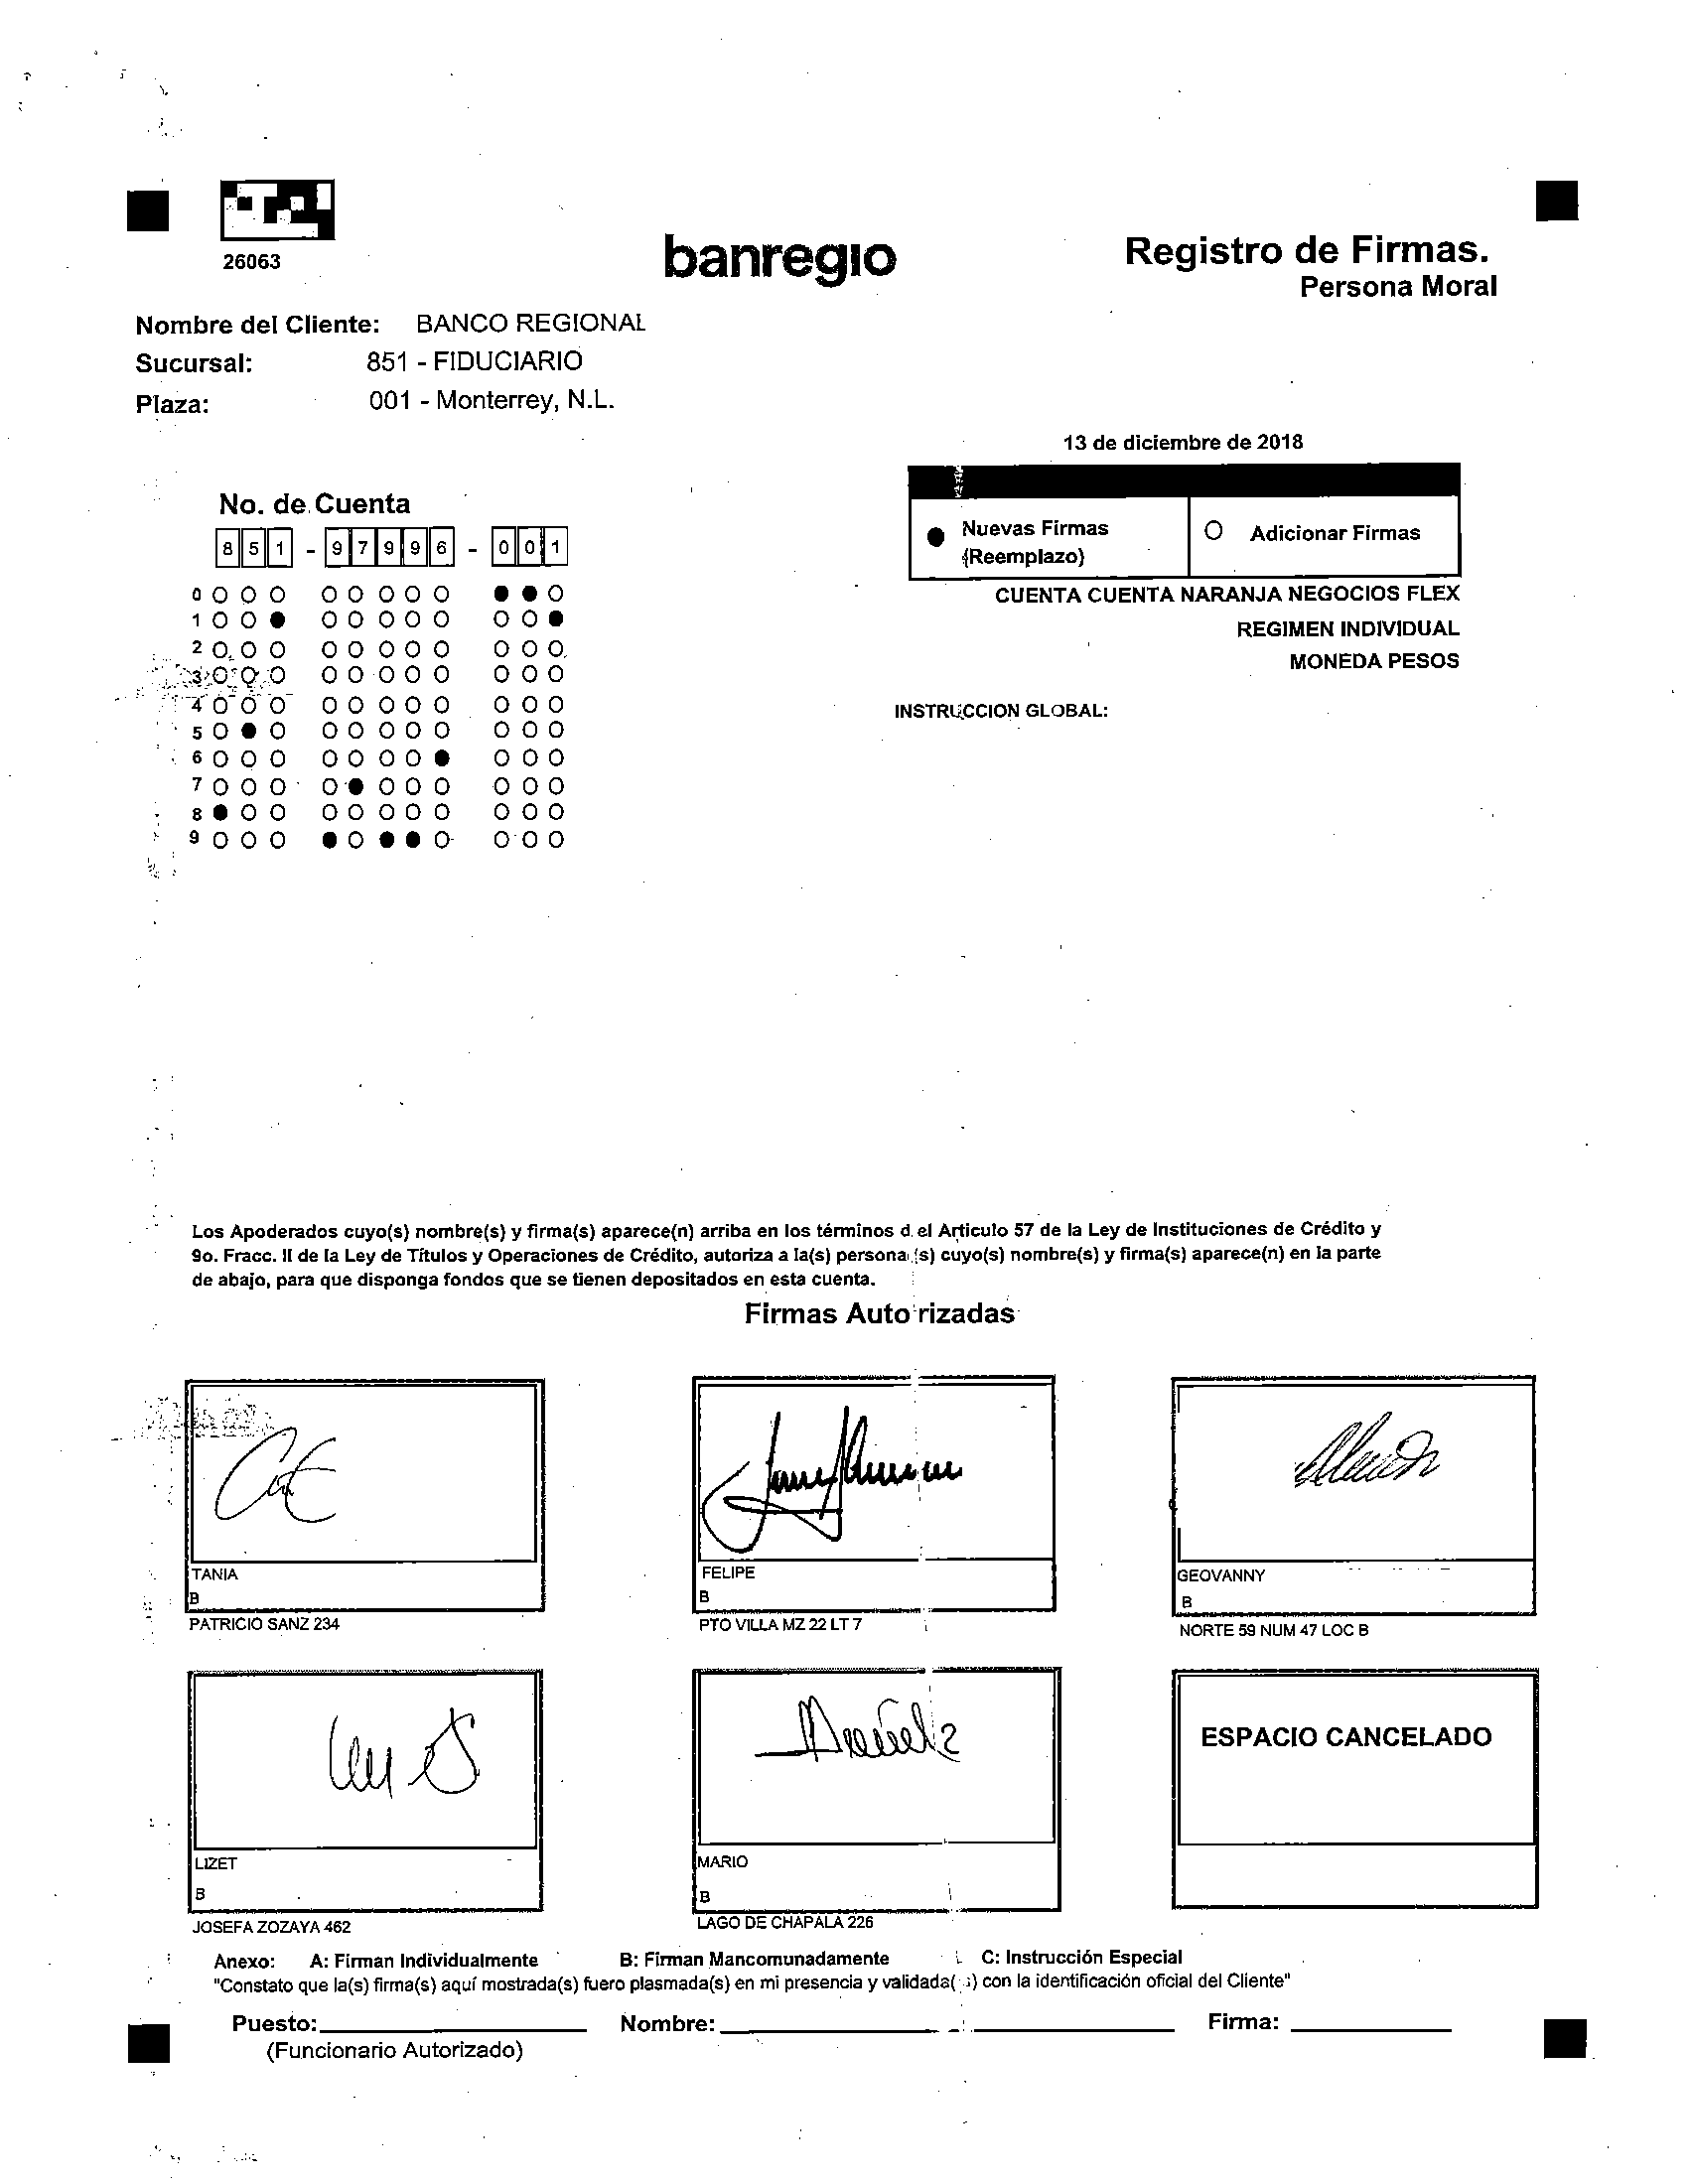 26063
banregio
Registro de Firmas.
Persona Moral
Nombre del Cliente: BANCO REGIONAL
Sucursal: 851 - FIDUCIARIO
Plaza: 001 - Monterrey, N.L.
13 de diciembre de 2018
No. de Cuenta
8 5 1 - 9 7 9 9 6 - 0 0 1
Nuevas Firmas
(Reemplazo)
Adicionar Firmas
0
1
2
3
4
5
6
7
8
9
CUENTA CUENTA NARANJA NEGOCIOS FLEX
REGIMEN INDIVIDUAL
MONEDA PESOS
INSTRUCCION GLOBAL:
Los Apoderados cuyo(s) nombre(s) y firma(s) aparece(n) arriba en los términos d el Articulo 57 de la Ley de Instituciones de Crédito y
9o. Fracc. II de la Ley de Títulos y Operaciones de Crédito, autoriza a la(s) persona (s) cuyo(s) nombre(s) y firma(s) aparece(n) en la parte
de abajo, para que disponga fondos que se tienen depositados en esta cuenta.
Firmas Autorizadas
TANIA
B
PATRICIO SANZ 234
FELIPE
B
PTO VILLA MZ 22 LT 7
GEOVANNY
B
NORTE 59 NUM 47 LOC B
ESPACIO CANCELADO
LIZET
B
JOSEFA ZOZAYA 462
MARIO
B
LAGO DE CHAPALA 226
Anexo: A: Firman Individualmente B: Firman Mancomunadamente C: Instrucción Especial
"Constato que la(s) firma(s) aquí mostrada(s) fuero plasmada(s) en mi presencia y validada( s) con la identificación oficial del Cliente"
Puesto: Nombre: Firma:
(Funcionario Autorizado)